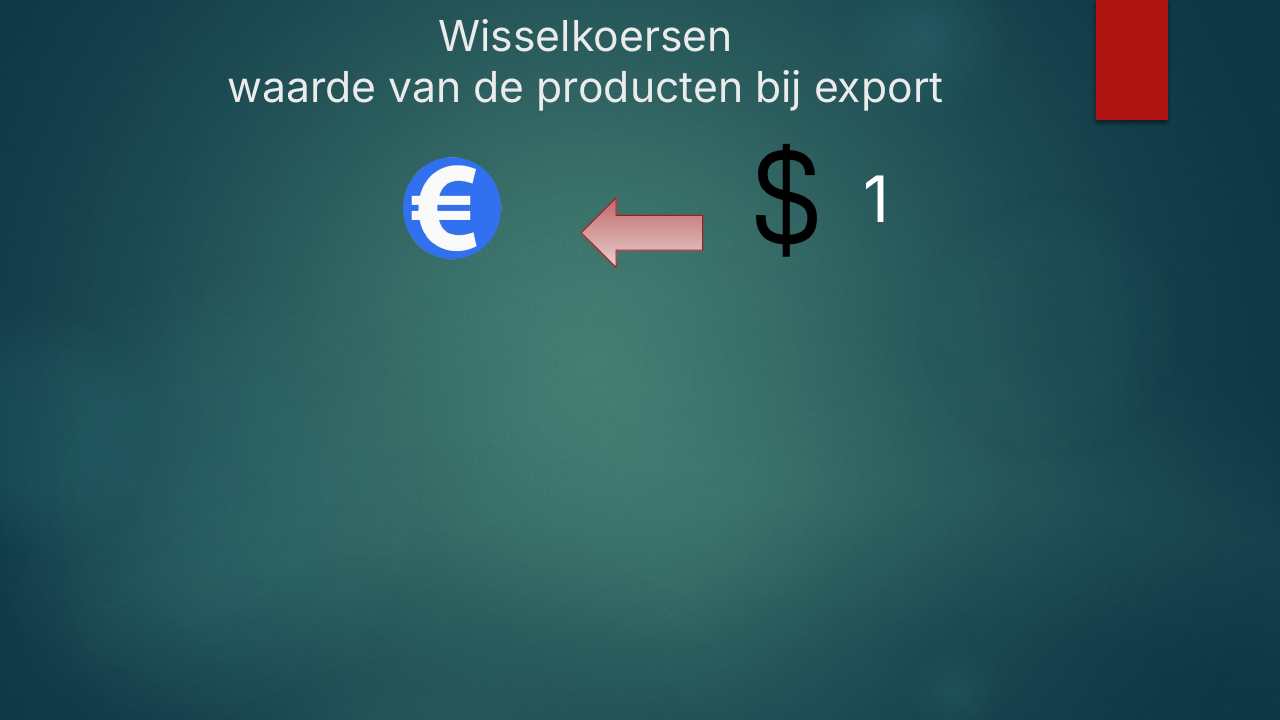 Wisselkoersen
waarde van de producten bij export
€ $ 1